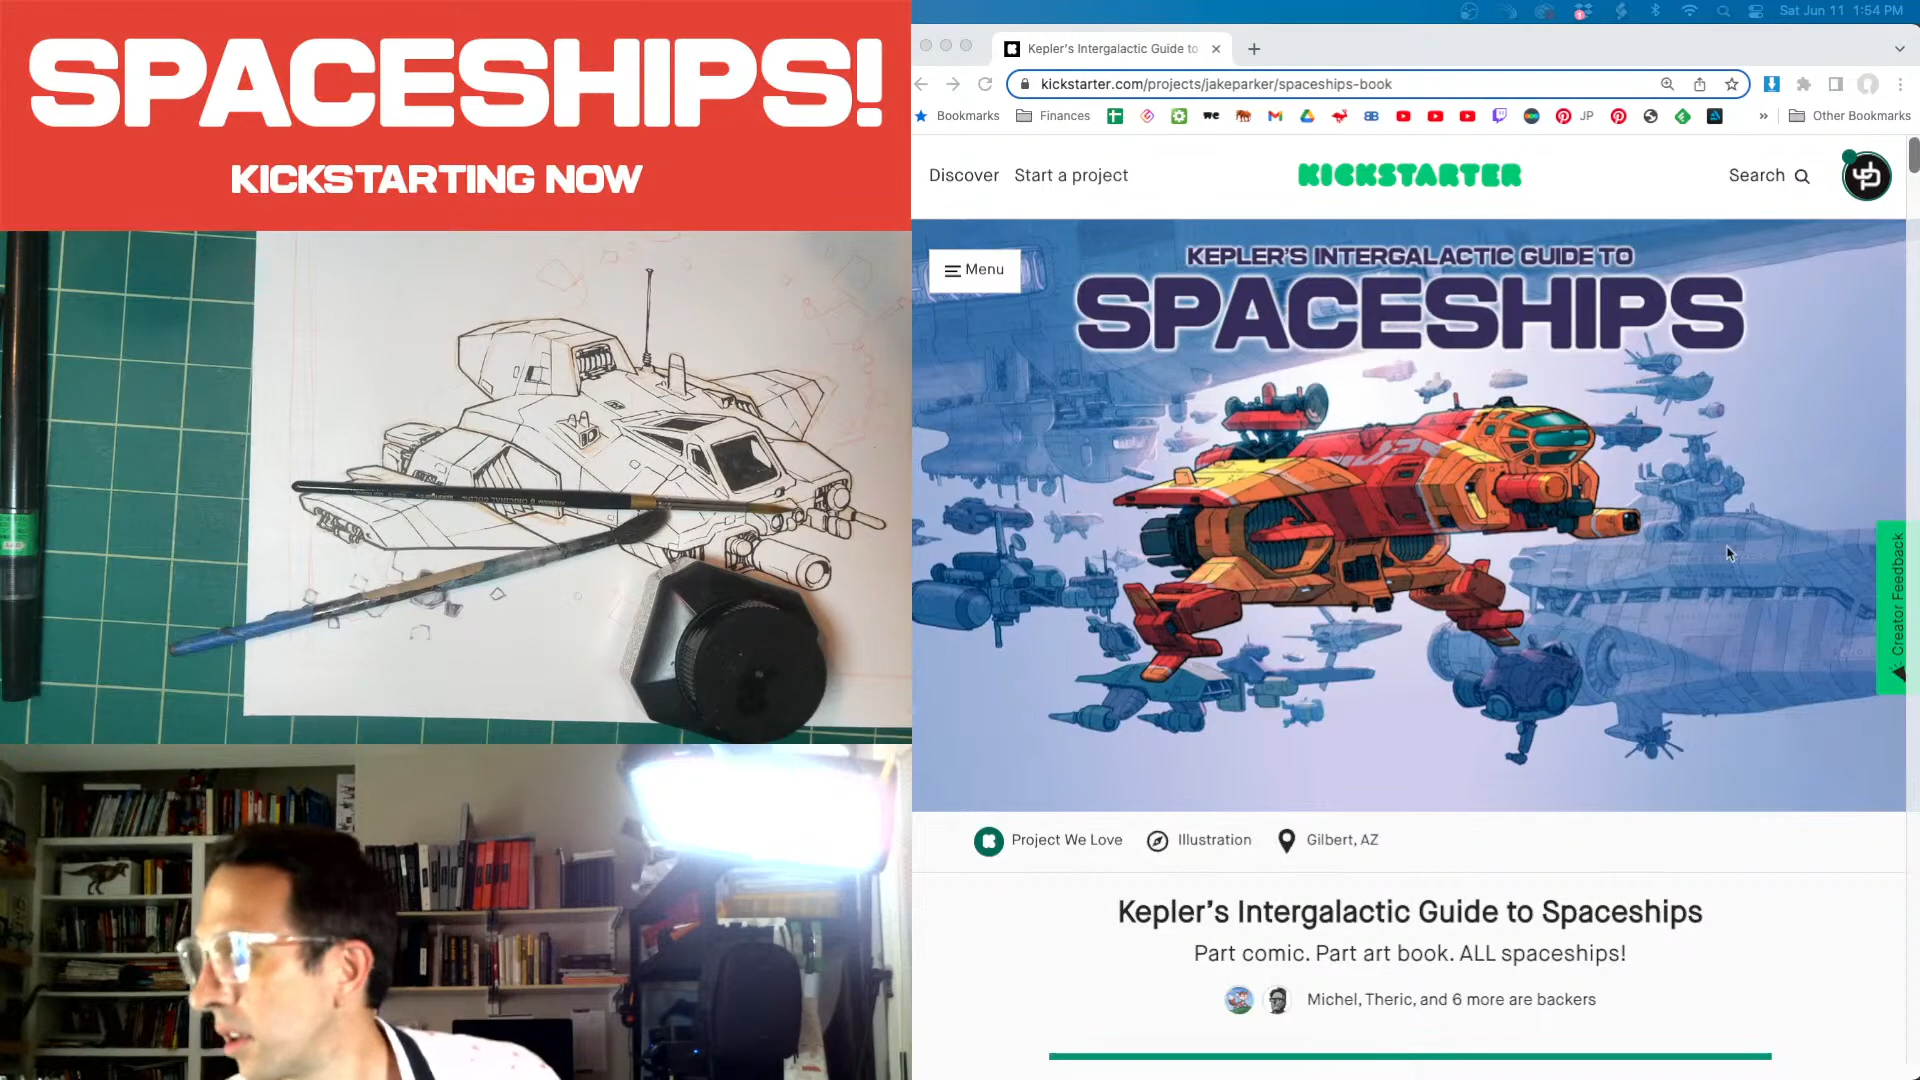 SPACESHIPS!
KICKSTARTING NOW
Sat Jun 11 1:54 PM
Kepler's Intergalactic Guide to
kickstarter.com/projects/jakeparker/spaceships-book
Bookmarks
Finances
JP
Other Bookmarks
Discover
Start a project
KICKSTARTER
Search
Menu
KEPLER'S INTERGALACTIC GUIDE TO
SPACESHIPS
Creator Feedback
Project We Love
Illustration
Gilbert, AZ
Kepler's Intergalactic Guide to Spaceships
Part comic. Part art book. ALL spaceships!
Michel, Theric, and 6 more are backers